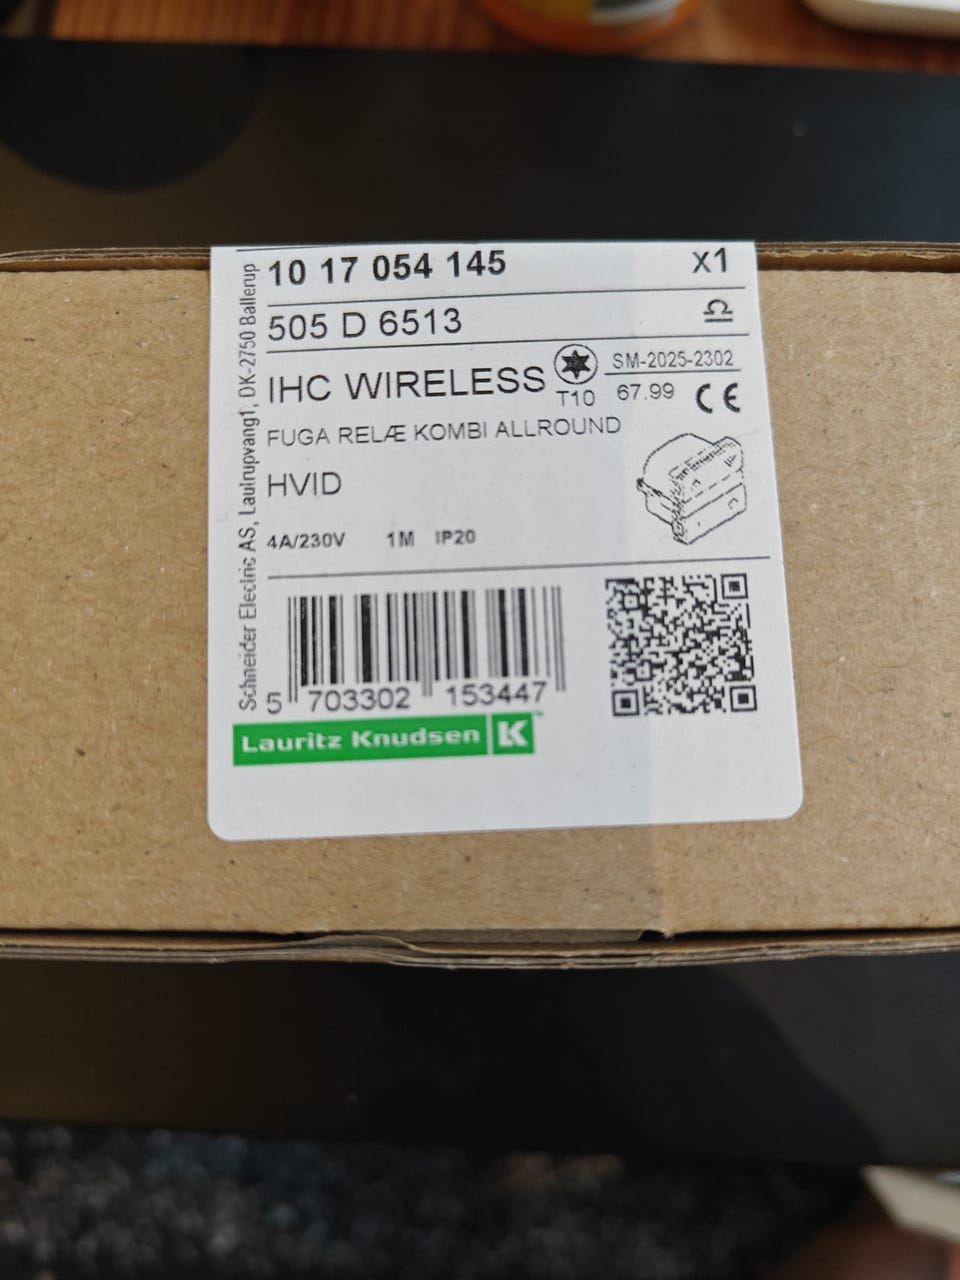 10 17 054 145 x1
505 D 6513
IHC WIRELESS
T10
SM-2025-2302
67.99 CE
FUGA RELÆ KOMBI ALLROUND
HVID
4A/230V 1M IP20
5 703302 153447
Lauritz Knudsen LK
Schneider Electric AS, Lautrupvang1, DK-2750 Ballerup